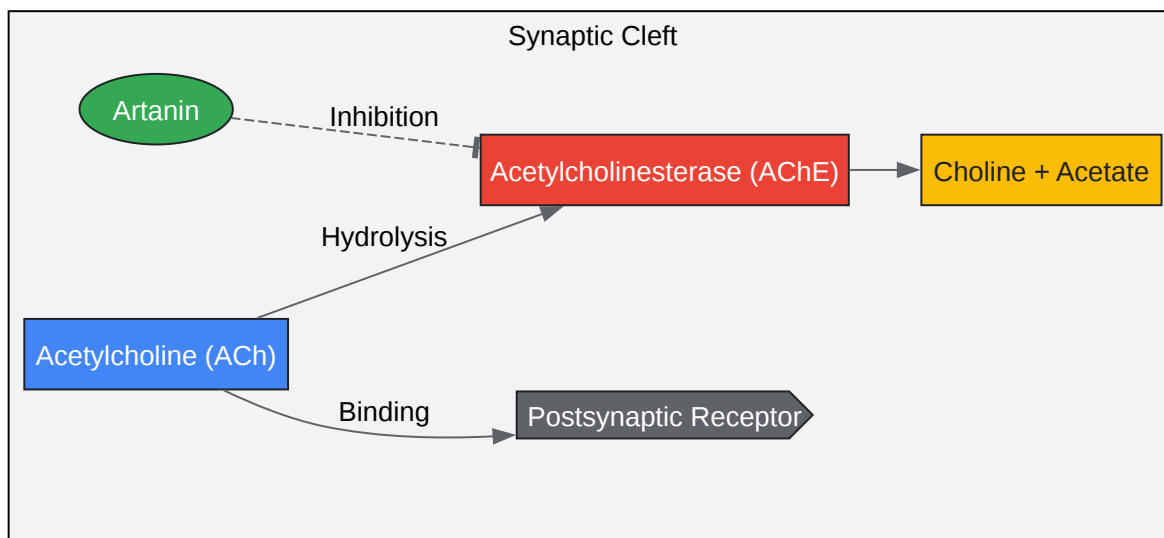 Synaptic Cleft
Artanin
Inhibition
Acetylcholinesterase (AChE)
Choline + Acetate
Hydrolysis
Acetylcholine (ACh)
Binding
Postsynaptic Receptor